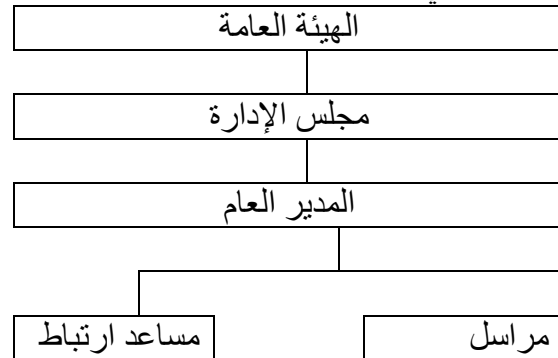 الهيئة العامة
مجلس الإدارة
المدير العام
مراسل
مساعد ارتباط